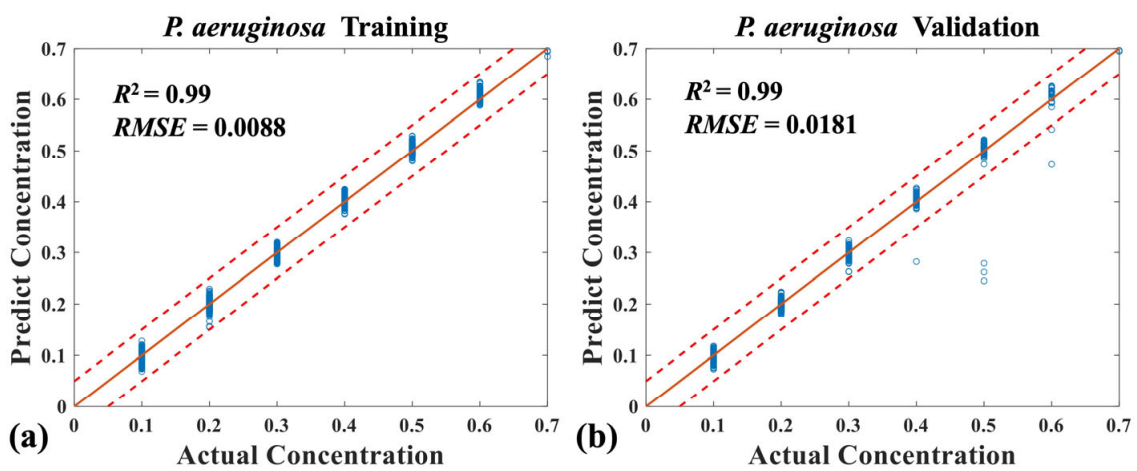 P. aeruginosa Training
R² = 0.99
RMSE = 0.0088
0.7
0.6
0.5
0.4
0.3
0.2
0.1
0
0 0.1 0.2 0.3 0.4 0.5 0.6 0.7
Predict Concentration
Actual Concentration
(a)
P. aeruginosa Validation
R² = 0.99
RMSE = 0.0181
0.7
0.6
0.5
0.4
0.3
0.2
0.1
0
0 0.1 0.2 0.3 0.4 0.5 0.6 0.7
Predict Concentration
Actual Concentration
(b)